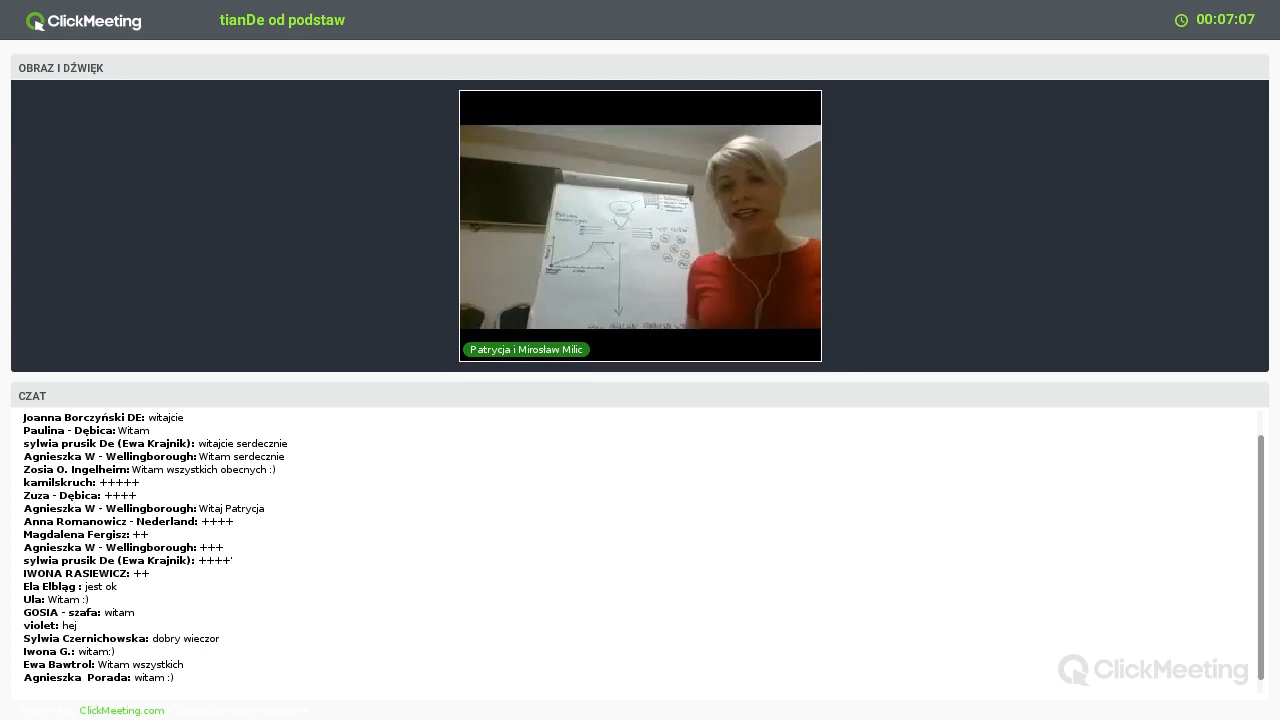 ClickMeeting
tianDe od podstaw
00:07:07
OBRAZ I DŹWIĘK
Patrycja i Mirosław Milic
CZAT
Joanna Borczyński DE: witajcie
Paulina - Dębica: Witam
sylwia prusik De (Ewa Krajnik): witajcie serdecznie
Agnieszka W - Wellingborough: Witam serdecznie
Zosia O. Ingelheim: Witam wszystkich obecnych :)
kamilskruch: +++++
Zuza - Dębica: ++++
Agnieszka W - Wellingborough: Witaj Patrycja
Anna Romanowicz - Nederland: ++++
Magdalena Fergisz: ++
Agnieszka W - Wellingborough: +++
sylwia prusik De (Ewa Krajnik): ++++'
IWONA RASIEWICZ: ++
Ela Elbląg : jest ok
Ula: Witam :)
GOSIA - szafa: witam
violet: hej
Sylwia Czernichowska: dobry wieczor
Iwona G.: witam:)
Ewa Bawtrol: Witam wszystkich
Agnieszka  Porada: witam :)
ClickMeeting
ClickMeeting.com